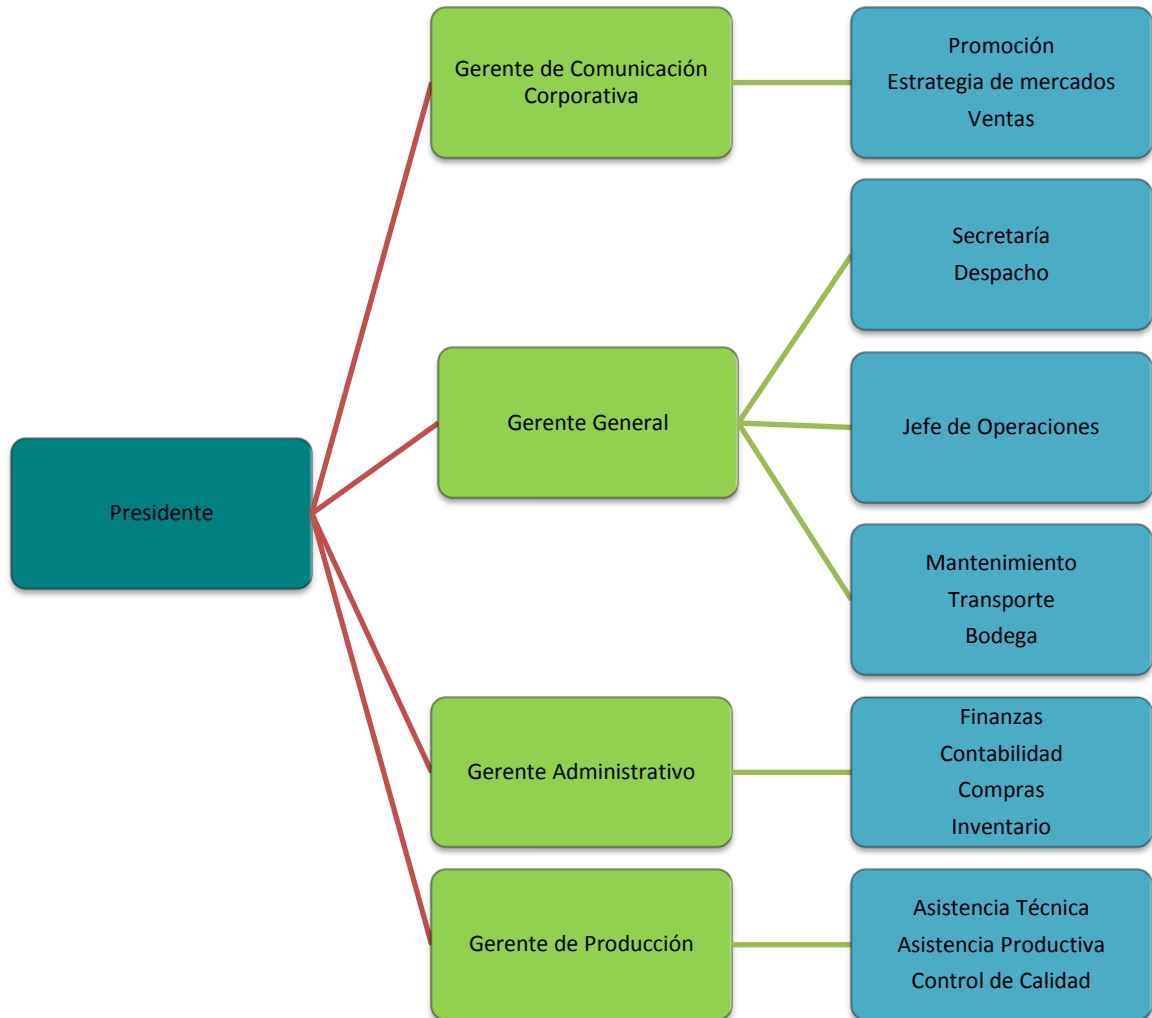 Presidente
Gerente de Comunicación
Corporativa
Promoción
Estrategia de mercados
Ventas
Gerente General
Secretaría
Despacho
Jefe de Operaciones
Mantenimiento
Transporte
Bodega
Gerente Administrativo
Finanzas
Contabilidad
Compras
Inventario
Gerente de Producción
Asistencia Técnica
Asistencia Productiva
Control de Calidad